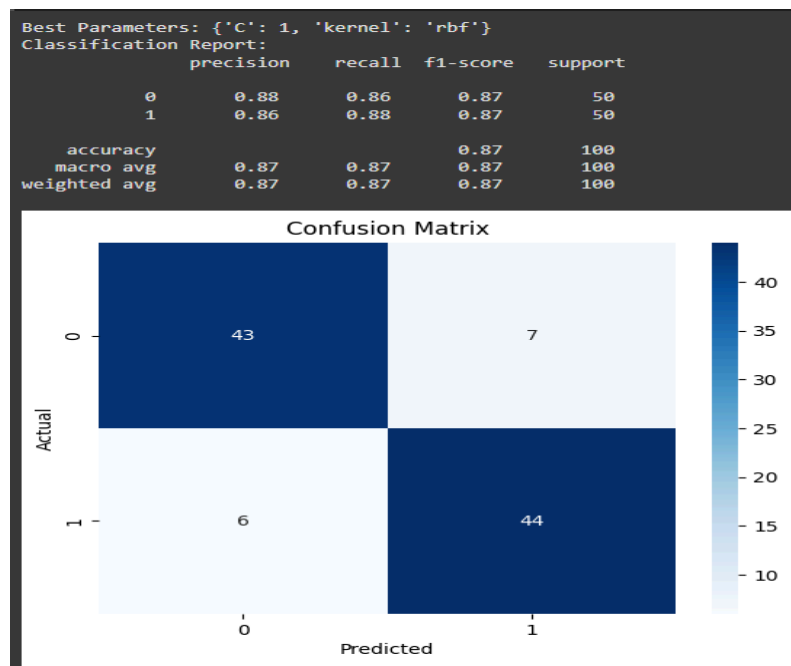 Best Parameters: {'C': 1, 'kernel': 'rbf'}
Classification Report:
precision recall f1-score support
0 0.88 0.86 0.87 50
1 0.86 0.88 0.87 50
accuracy 0.87 100
macro avg 0.87 0.87 0.87 100
weighted avg 0.87 0.87 0.87 100
Confusion Matrix
Actual
0
1
43 7
6 44
0 1
Predicted
40
35
30
25
20
15
10